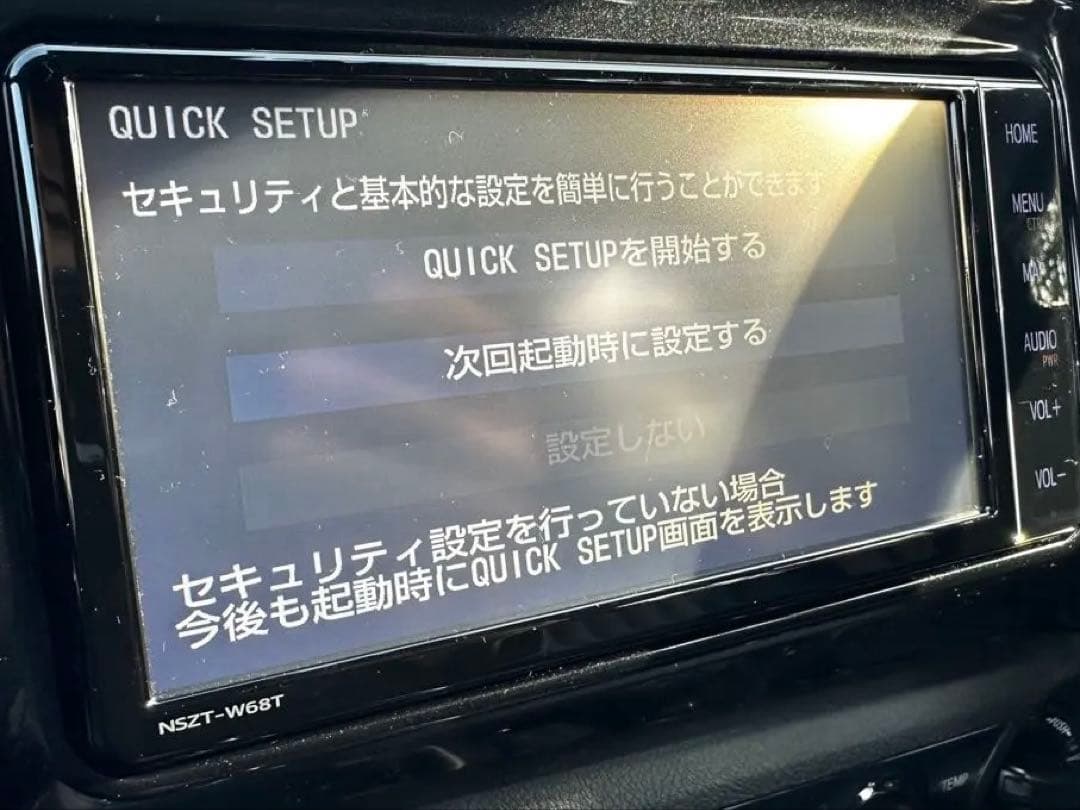 QUICK SETUP
セキュリティと基本的な設定を簡単に行うことができます
QUICK SETUPを開始する
次回起動時に設定する
設定しない
セキュリティ設定を行っていない場合
今後も起動時にQUICK SETUP画面を表示します
NSZT-W68T
HOME
MENU
AUDIO
PWR
VOL+
VOL-
TEMP
PUSH